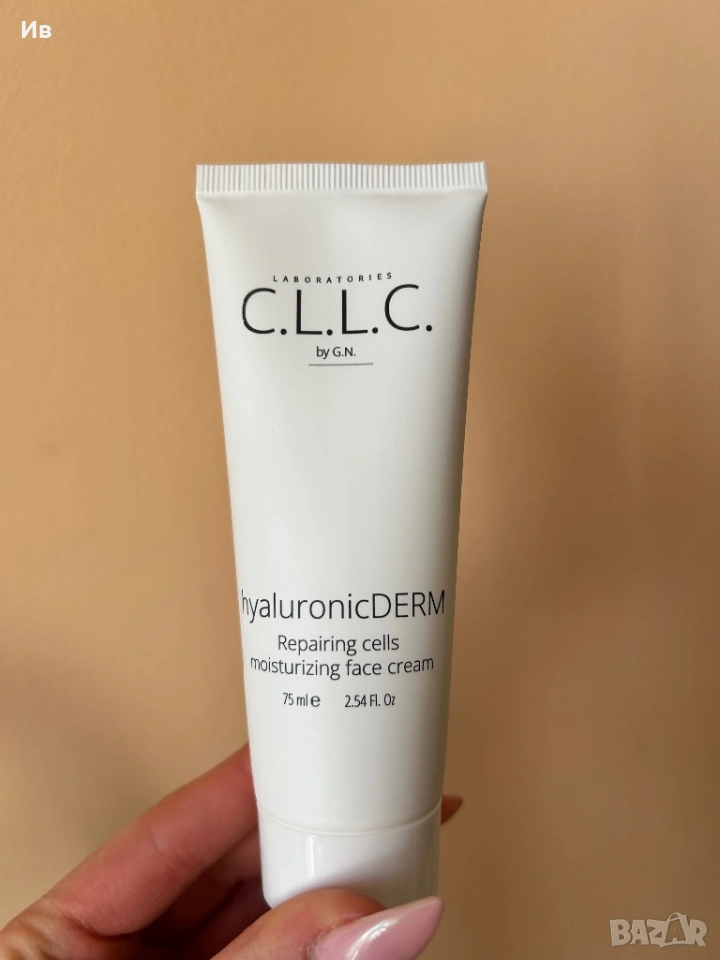 Ив
LABORATORIES
C.L.L.C.
by G.N.
hyaluronicDERM
Repairing cells
moisturizing face cream
75 ml e 2.54 Fl. Oz
BAZAR